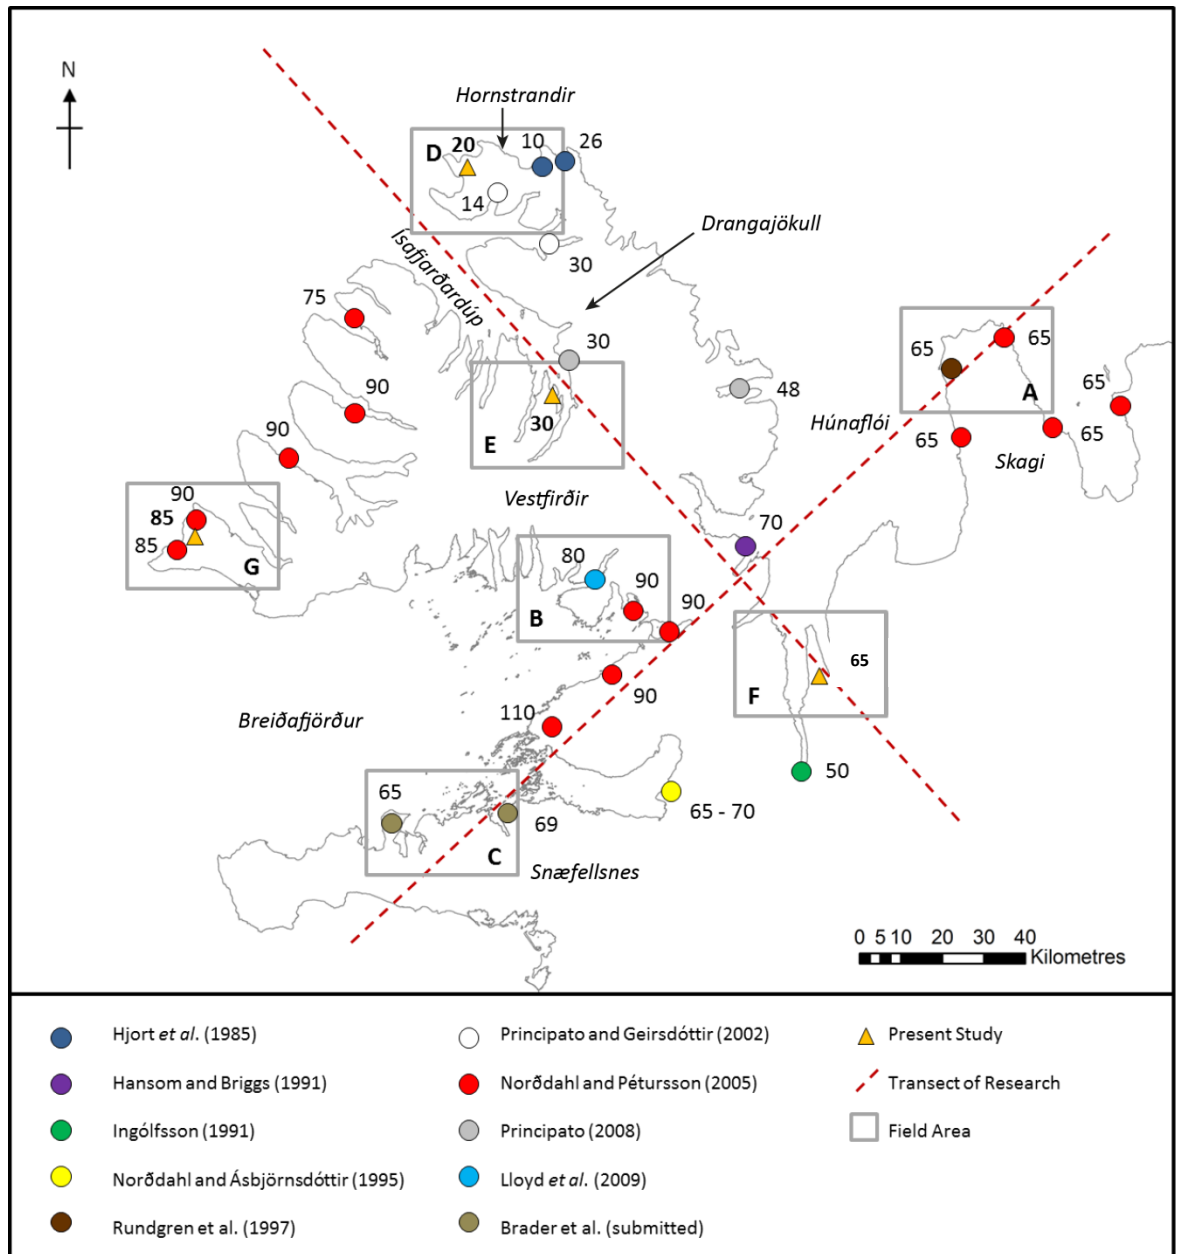 N
Hornstrandir
D
20
10
26
14
Drangajökull
Ísafjarðardúp
30
75
30
65
65
A
48
90
30
E
Húnaflói
65
65
65
Skagi
90
Vestfirðir
90
85
85
G
70
80
90
B
90
65
F
90
Breiðafjörður
110
50
65
65 - 70
69
C
Snæfellsnes
0 5 10 20 30 40
Kilometres
Hjort et al. (1985)
Hansom and Briggs (1991)
Ingólfsson (1991)
Norðdahl and Ásbjörnsdóttir (1995)
Rundgren et al. (1997)
Principato and Geirsdóttir (2002)
Norðdahl and Pétursson (2005)
Principato (2008)
Lloyd et al. (2009)
Brader et al. (submitted)
Present Study
Transect of Research
Field Area